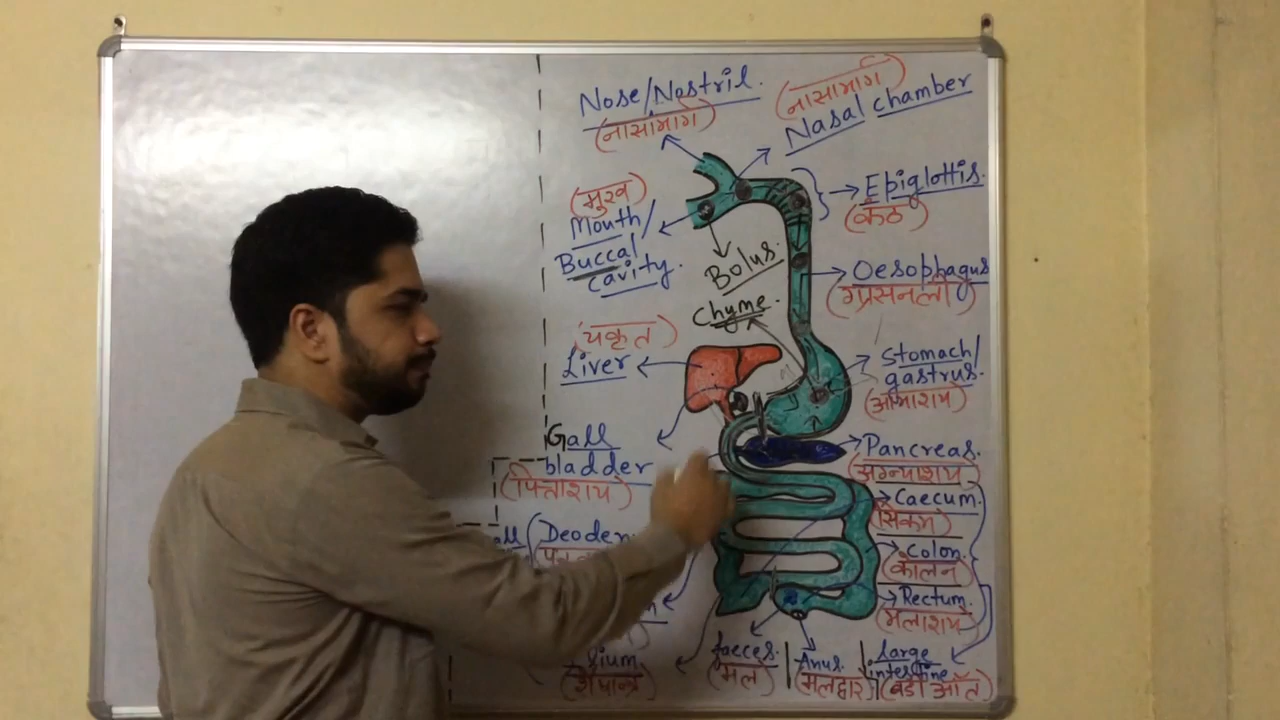 Nose/Nostril.
(नासामार्ग)
(नासामार्ग)
Nasal chamber
(मुख)
Mouth/
Buccal
cavity.
Epiglottis.
(कंठ)
Bolus.
Chyme.
Oesophagus
(ग्रसनली)
(यकृत)
Liver
Stomach/
gastrus.
(आमाशय)
Gall
bladder
(पित्ताशय)
Pancreas.
(अग्न्याशय)
Caecum.
(सिकम)
Deoden.
Colon.
(कोलन)
Rectum.
(मलाशय)
faeces.
(मल)
Anus.
(मलद्वार)
large
intestine
(बडी आँत)